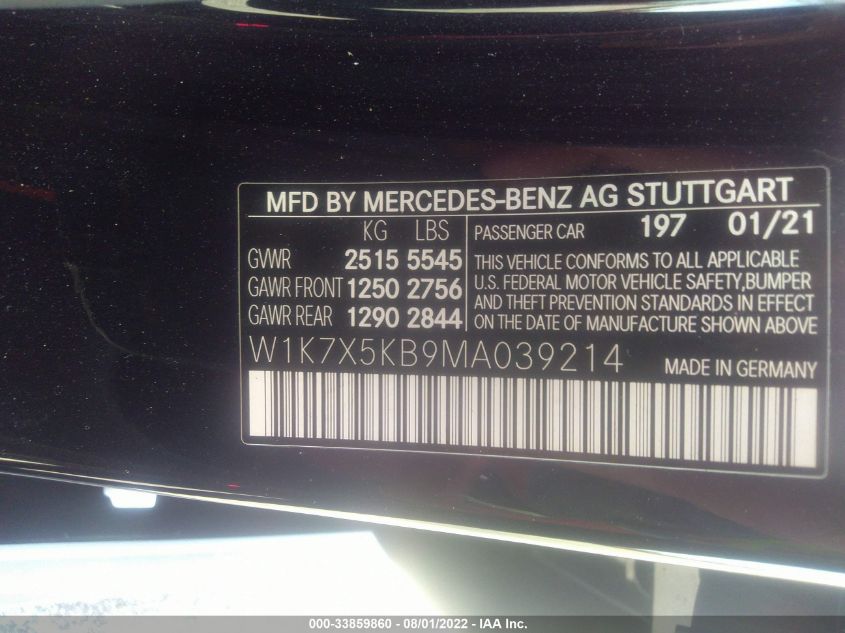 MFD BY MERCEDES-BENZ AG STUTTGART
KG LBS
GVWR 2515 5545
GAWR FRONT 1250 2756
GAWR REAR 1290 2844
PASSENGER CAR 197 01/21
THIS VEHICLE CONFORMS TO ALL APPLICABLE
U.S. FEDERAL MOTOR VEHICLE SAFETY,BUMPER
AND THEFT PREVENTION STANDARDS IN EFFECT
ON THE DATE OF MANUFACTURE SHOWN ABOVE
W1K7X5KB9MA039214 MADE IN GERMANY
000-33859860 - 08/01/2022 - IAA Inc.